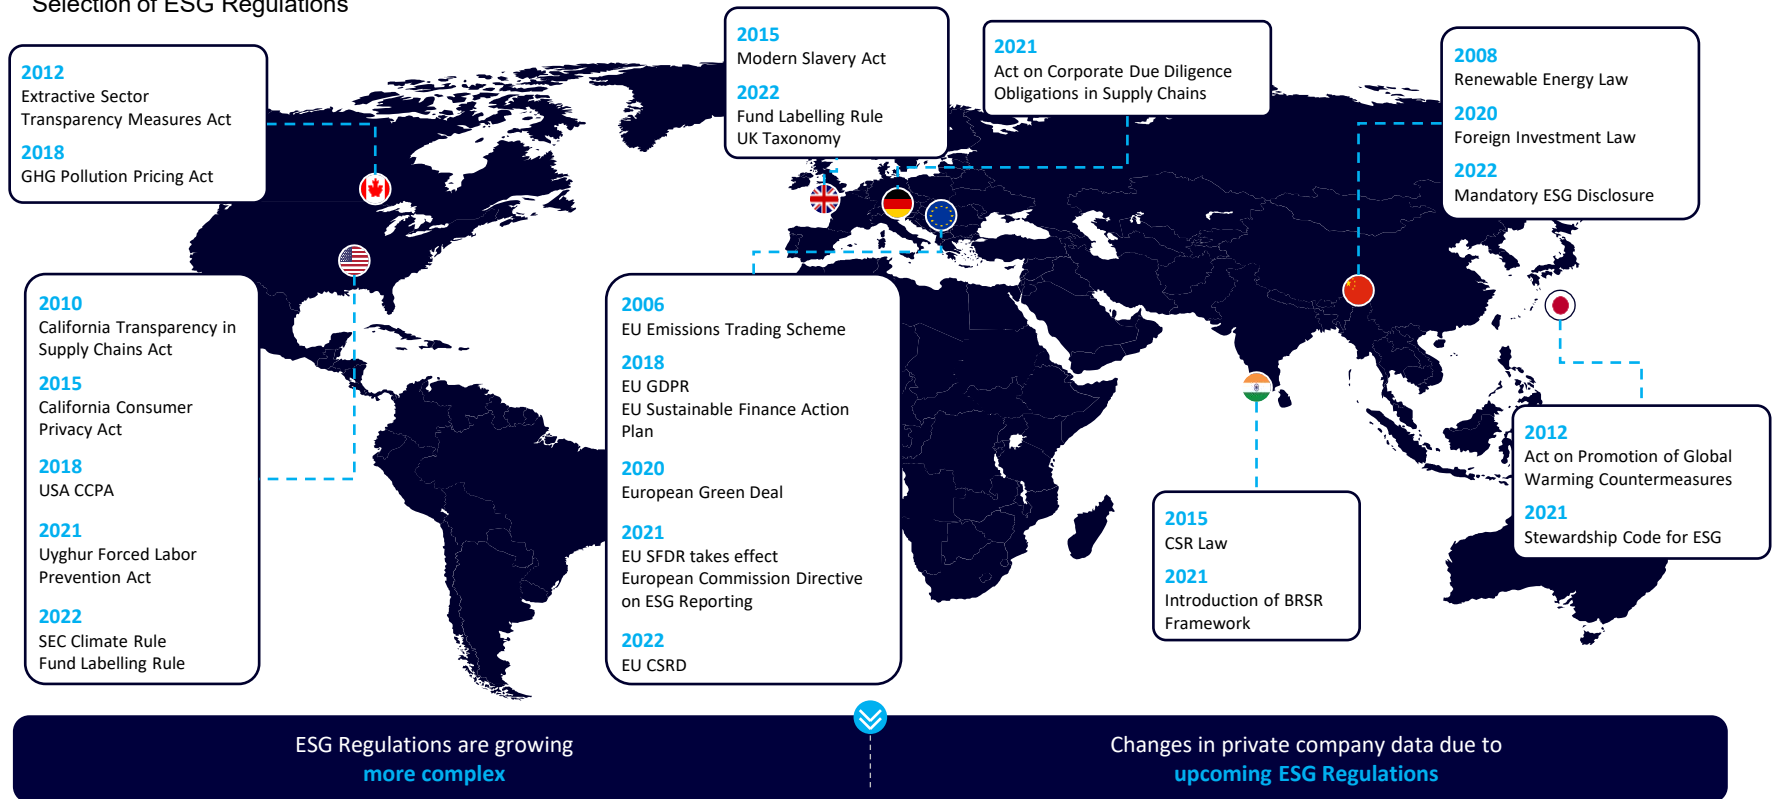 Selection of ESG Regulations
2012
Extractive Sector
Transparency Measures Act
2018
GHG Pollution Pricing Act
2015
Modern Slavery Act
2022
Fund Labelling Rule
UK Taxonomy
2021
Act on Corporate Due Diligence
Obligations in Supply Chains
2008
Renewable Energy Law
2020
Foreign Investment Law
2022
Mandatory ESG Disclosure
2010
California Transparency in
Supply Chains Act
2015
California Consumer
Privacy Act
2018
USA CCPA
2021
Uyghur Forced Labor
Prevention Act
2022
SEC Climate Rule
Fund Labelling Rule
2006
EU Emissions Trading Scheme
2018
EU GDPR
EU Sustainable Finance Action
Plan
2020
European Green Deal
2021
EU SFDR takes effect
European Commission Directive
on ESG Reporting
2022
EU CSRD
2015
CSR Law
2021
Introduction of BRSR
Framework
2012
Act on Promotion of Global
Warming Countermeasures
2021
Stewardship Code for ESG
ESG Regulations are growing
more complex
Changes in private company data due to
upcoming ESG Regulations